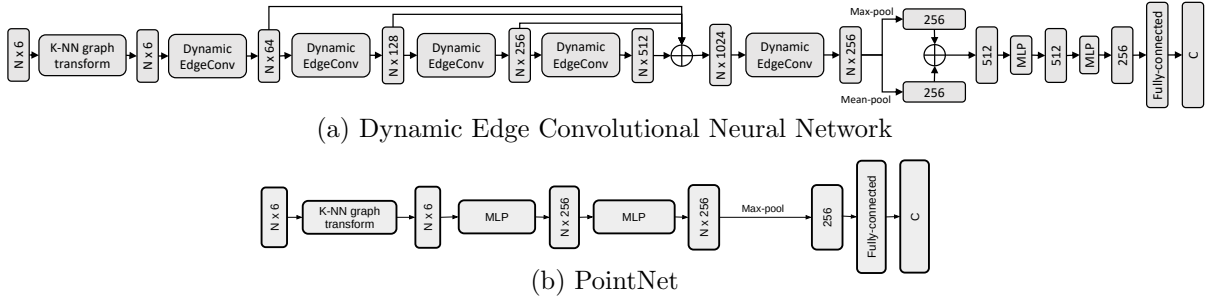 N x 6
K-NN graph
transform
N x 6
Dynamic
EdgeConv
N x 64
Dynamic
EdgeConv
N x 128
Dynamic
EdgeConv
N x 256
Dynamic
EdgeConv
N x 512
N x 1024
Dynamic
EdgeConv
N x 256
Max-pool
256
Mean-pool
256
512
MLP
512
MLP
256
Fully-connected
C
(a) Dynamic Edge Convolutional Neural Network
N x 6
K-NN graph
transform
N x 6
MLP
N x 256
MLP
N x 256
Max-pool
256
Fully-connected
C
(b) PointNet